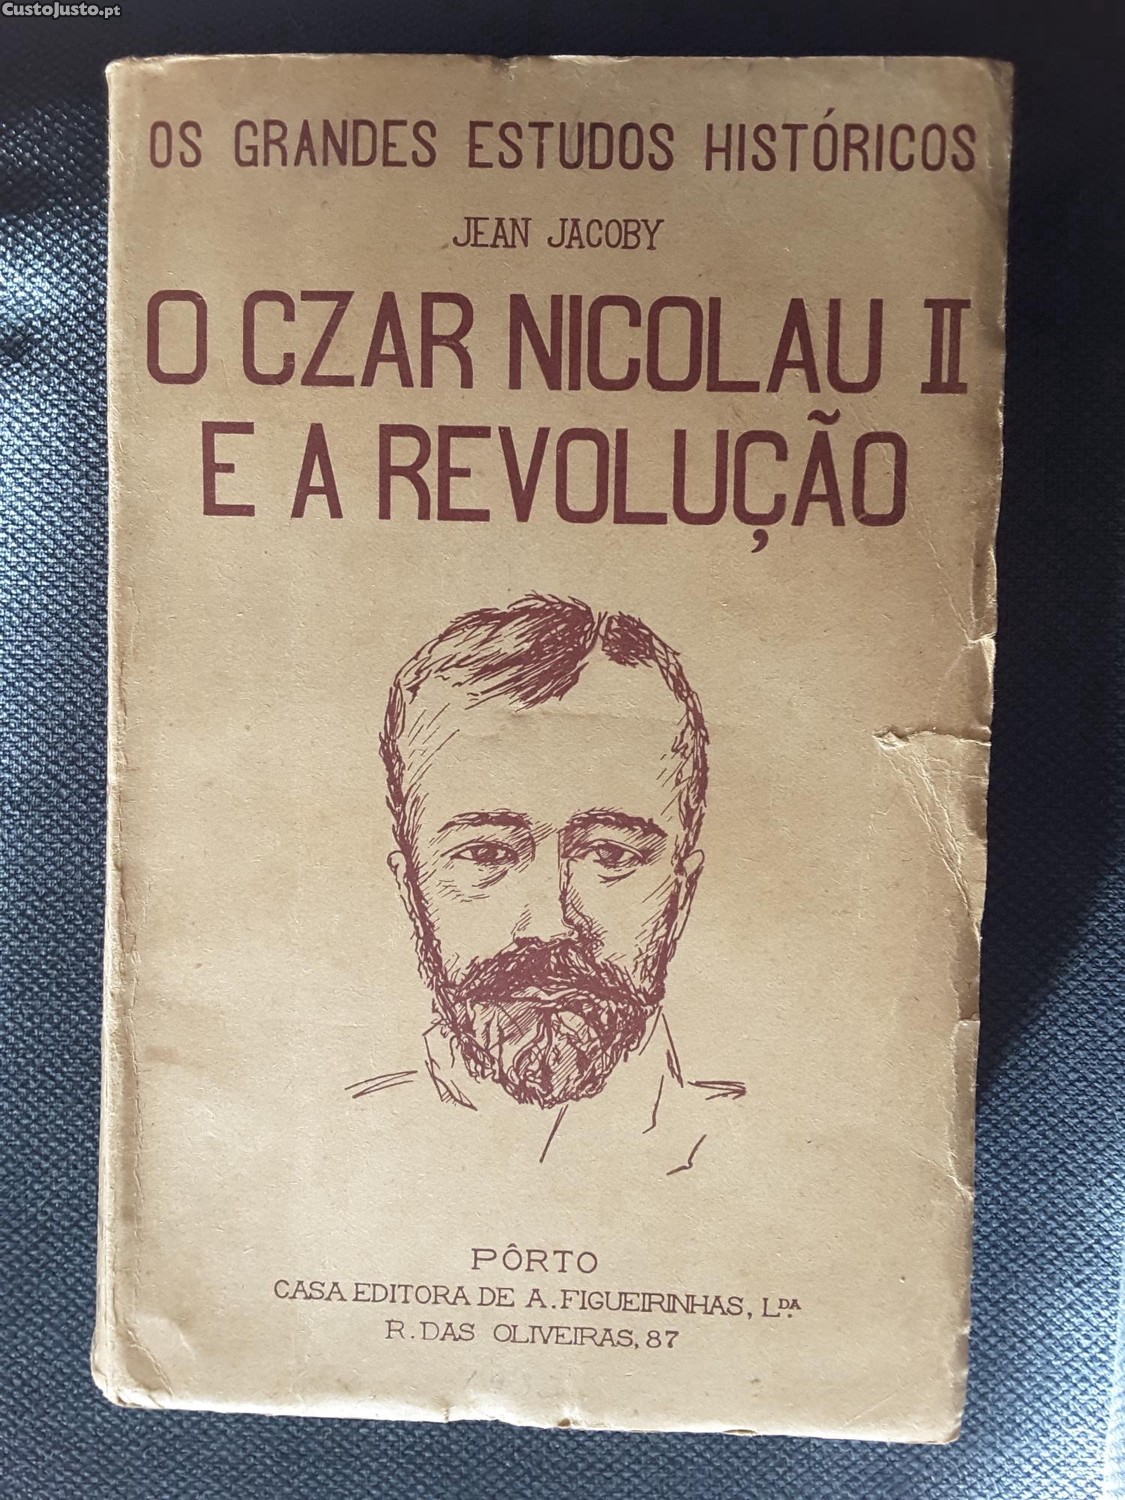 CustoJusto.pt
OS GRANDES ESTUDOS HISTÓRICOS
JEAN JACOBY
O CZAR NICOLAU II
E A REVOLUÇÃO
PÔRTO
CASA EDITORA DE A. FIGUEIRINHAS, L.DA
R. DAS OLIVEIRAS, 87